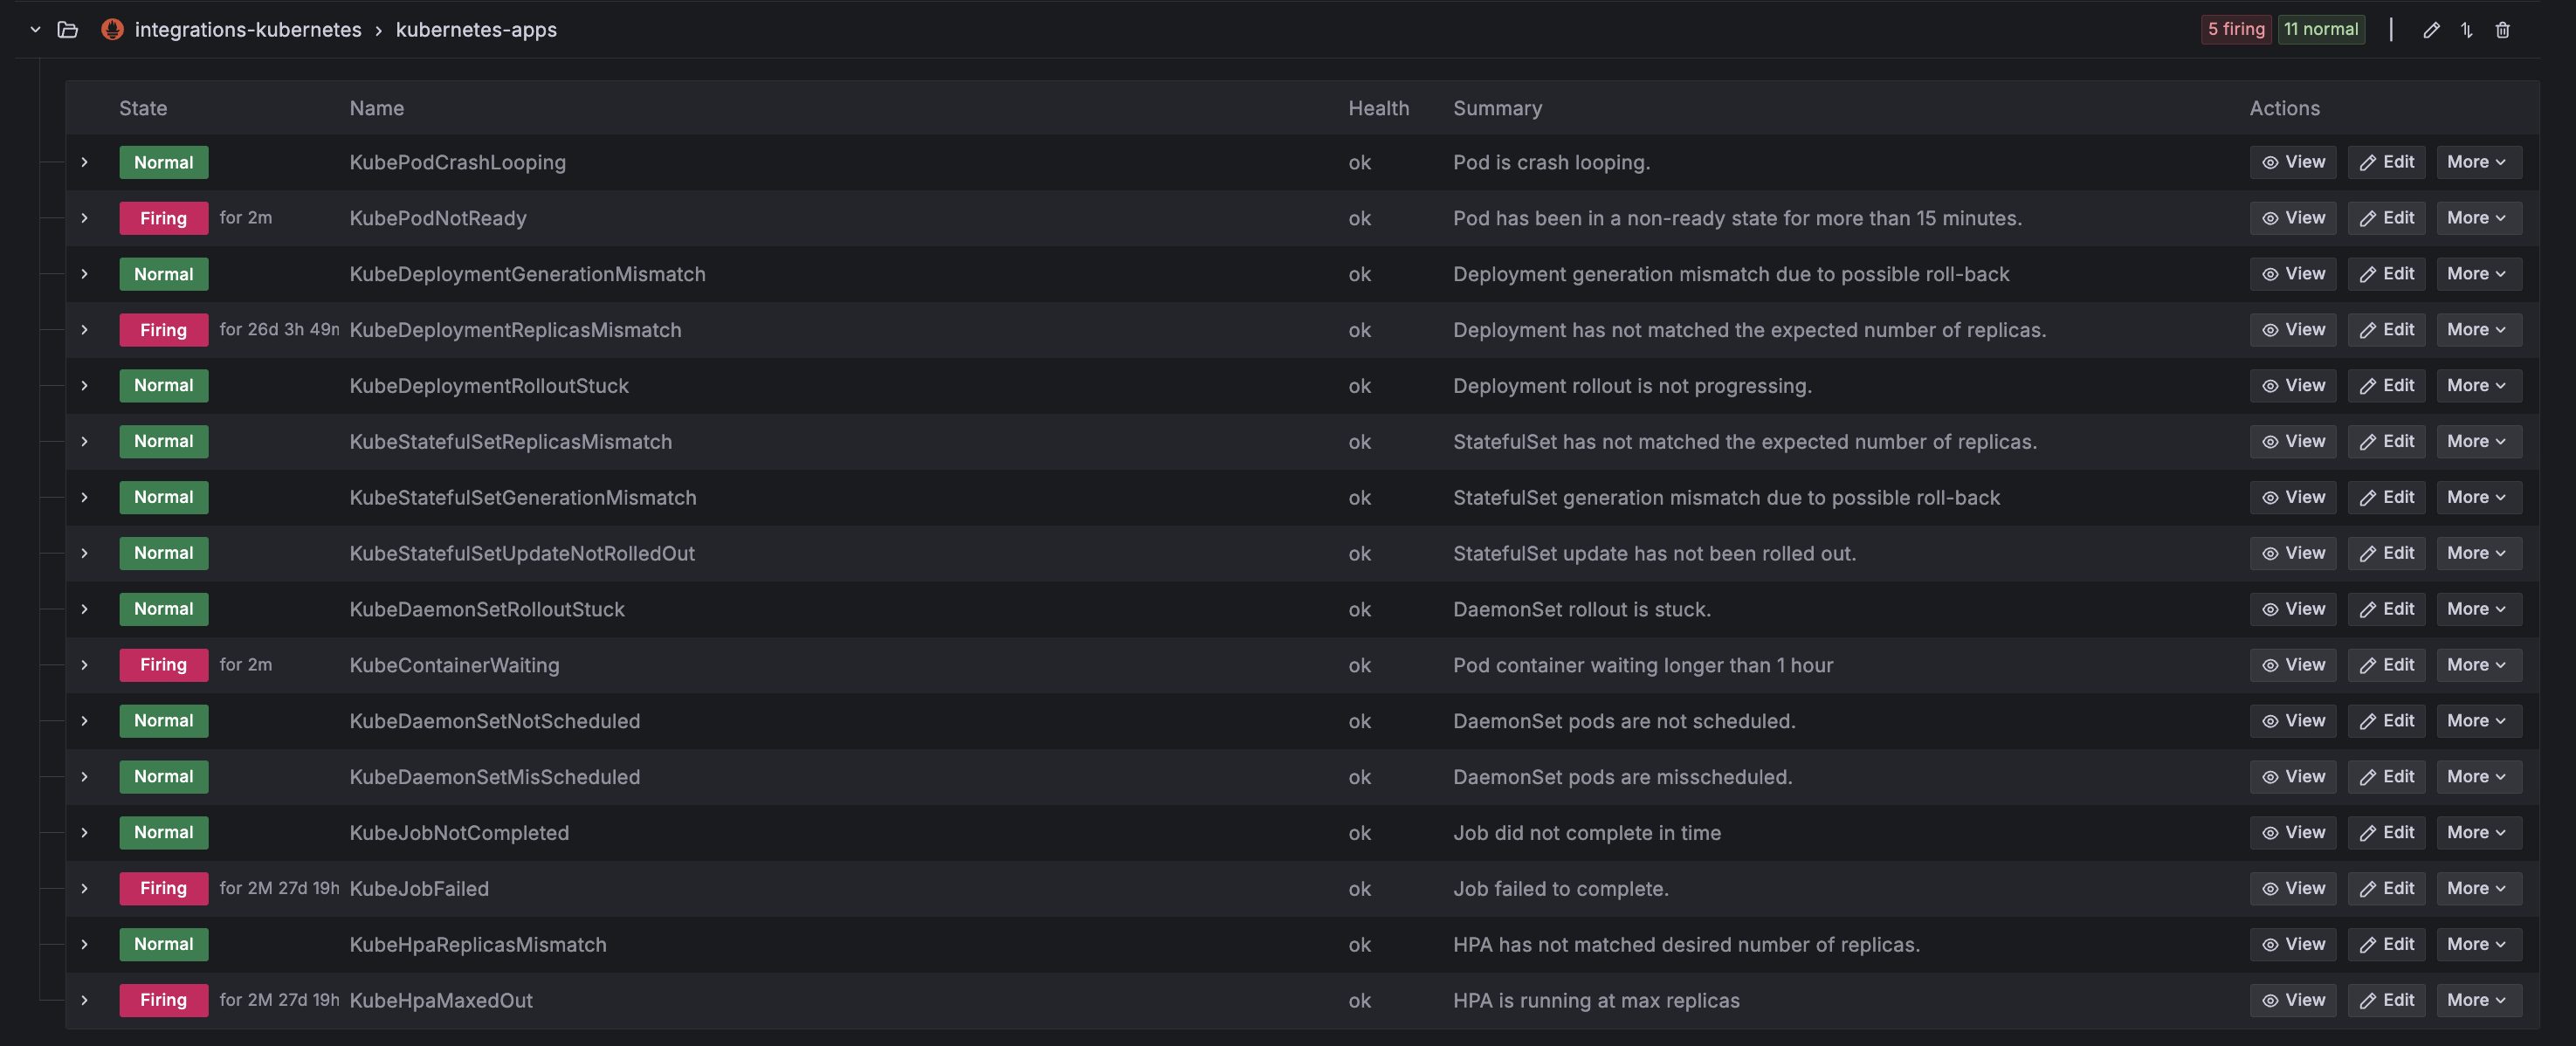 integrations-kubernetes › kubernetes-apps 5 firing 11 normal
State Name Health Summary Actions
Normal KubePodCrashLooping ok Pod is crash looping. View Edit More
Firing for 2m KubePodNotReady ok Pod has been in a non-ready state for more than 15 minutes. View Edit More
Normal KubeDeploymentGenerationMismatch ok Deployment generation mismatch due to possible roll-back View Edit More
Firing for 26d 3h 49m KubeDeploymentReplicasMismatch ok Deployment has not matched the expected number of replicas. View Edit More
Normal KubeDeploymentRolloutStuck ok Deployment rollout is not progressing. View Edit More
Normal KubeStatefulSetReplicasMismatch ok StatefulSet has not matched the expected number of replicas. View Edit More
Normal KubeStatefulSetGenerationMismatch ok StatefulSet generation mismatch due to possible roll-back View Edit More
Normal KubeStatefulSetUpdateNotRolledOut ok StatefulSet update has not been rolled out. View Edit More
Normal KubeDaemonSetRolloutStuck ok DaemonSet rollout is stuck. View Edit More
Firing for 2m KubeContainerWaiting ok Pod container waiting longer than 1 hour View Edit More
Normal KubeDaemonSetNotScheduled ok DaemonSet pods are not scheduled. View Edit More
Normal KubeDaemonSetMisScheduled ok DaemonSet pods are misscheduled. View Edit More
Normal KubeJobNotCompleted ok Job did not complete in time View Edit More
Firing for 2M 27d 19h KubeJobFailed ok Job failed to complete. View Edit More
Normal KubeHpaReplicasMismatch ok HPA has not matched desired number of replicas. View Edit More
Firing for 2M 27d 19h KubeHpaMaxedOut ok HPA is running at max replicas View Edit More